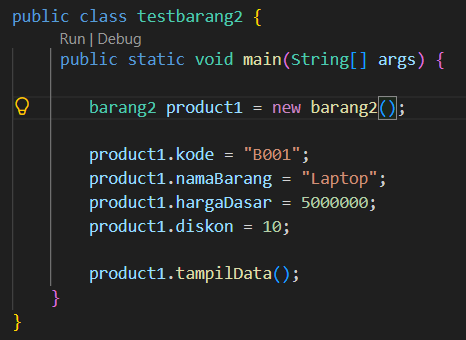 public class testbarang2 {
Run | Debug
public static void main(String[] args) {
barang2 product1 = new barang2();
product1.kode = "B001";
product1.namaBarang = "Laptop";
product1.hargaDasar = 5000000;
product1.diskon = 10;
product1.tampilData();
}
}